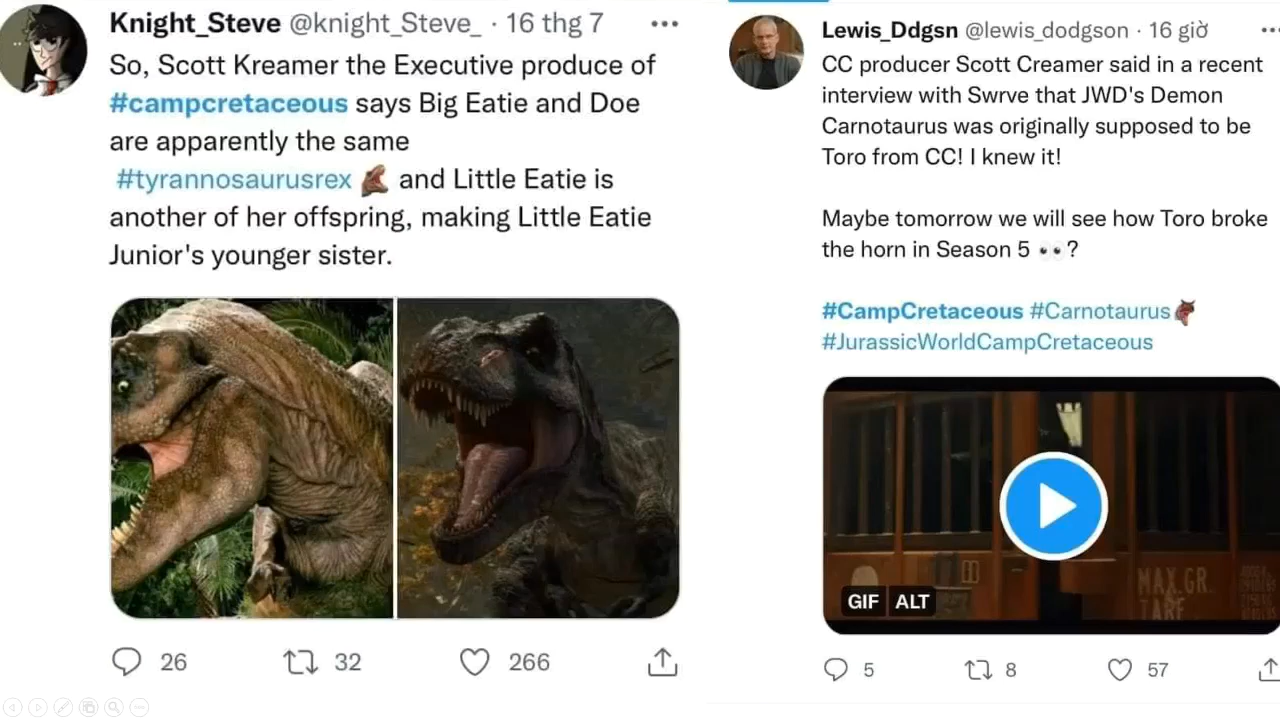 Knight_Steve @knight_Steve_ · 16 thg 7
So, Scott Kreamer the Executive produce of
#campcretaceous says Big Eatie and Doe
are apparently the same
#tyrannosaurusrex and Little Eatie is
another of her offspring, making Little Eatie
Junior's younger sister.
26 32 266
Lewis_Ddgsn @lewis_dodgson · 16 giờ
CC producer Scott Creamer said in a recent
interview with Swrve that JWD's Demon
Carnotaurus was originally supposed to be
Toro from CC! I knew it!
Maybe tomorrow we will see how Toro broke
the horn in Season 5 👀?
#CampCretaceous #Carnotaurus
#JurassicWorldCampCretaceous
MAX.GR.
TARE
GIF ALT
5 8 57